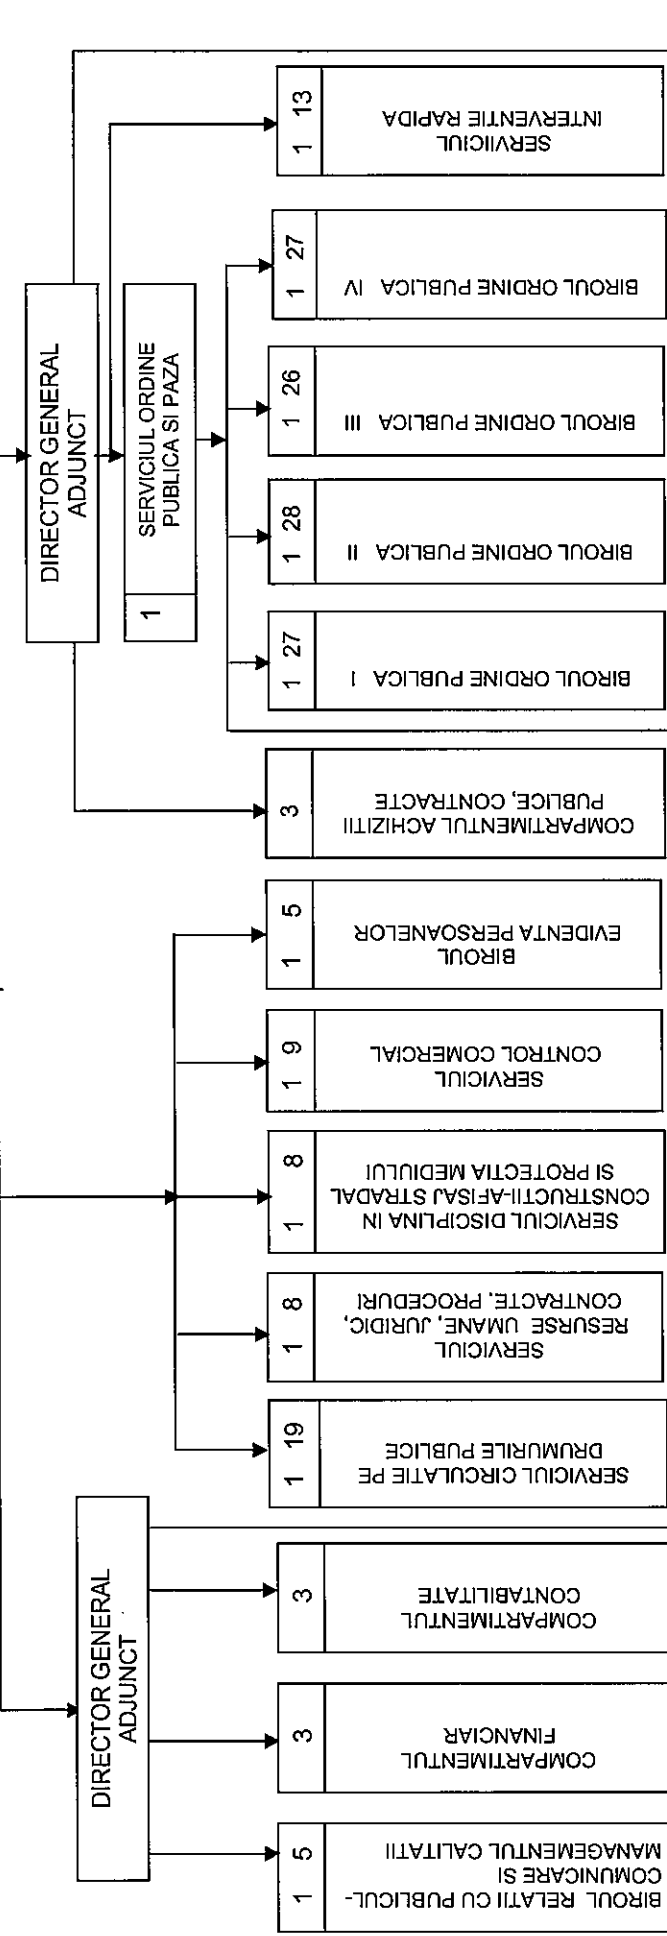 DIRECTOR GENERAL
ADJUNCT
DIRECTOR GENERAL
ADJUNCT
1
SERVICIUL ORDINE
PUBLICA SI PAZA
1 5
BIROUL RELATII CU PUBLICUL-
COMUNICARE SI
MANAGEMENTUL CALITATII
3
COMPARTIMENTUL
FINANCIAR
3
COMPARTIMENTUL
CONTABILITATE
1 19
SERVICIUL CIRCULATIE PE
DRUMURILE PUBLICE
1 8
SERVICIUL
RESURSE UMANE, JURIDIC,
CONTRACTE, PROCEDURI
1 8
SERVICIUL DISCIPLINA IN
CONSTRUCTII-AFISAJ STRADAL
SI PROTECTIA MEDIULUI
1 9
SERVICIUL
CONTROL COMERCIAL
1 5
BIROUL
EVIDENTA PERSOANELOR
3
COMPARTIMENTUL ACHIZITII
PUBLICE, CONTRACTE
1 27
BIROUL ORDINE PUBLICA I
1 28
BIROUL ORDINE PUBLICA II
1 26
BIROUL ORDINE PUBLICA III
1 27
BIROUL ORDINE PUBLICA IV
1 13
SERVICIUL
INTERVENTIE RAPIDA